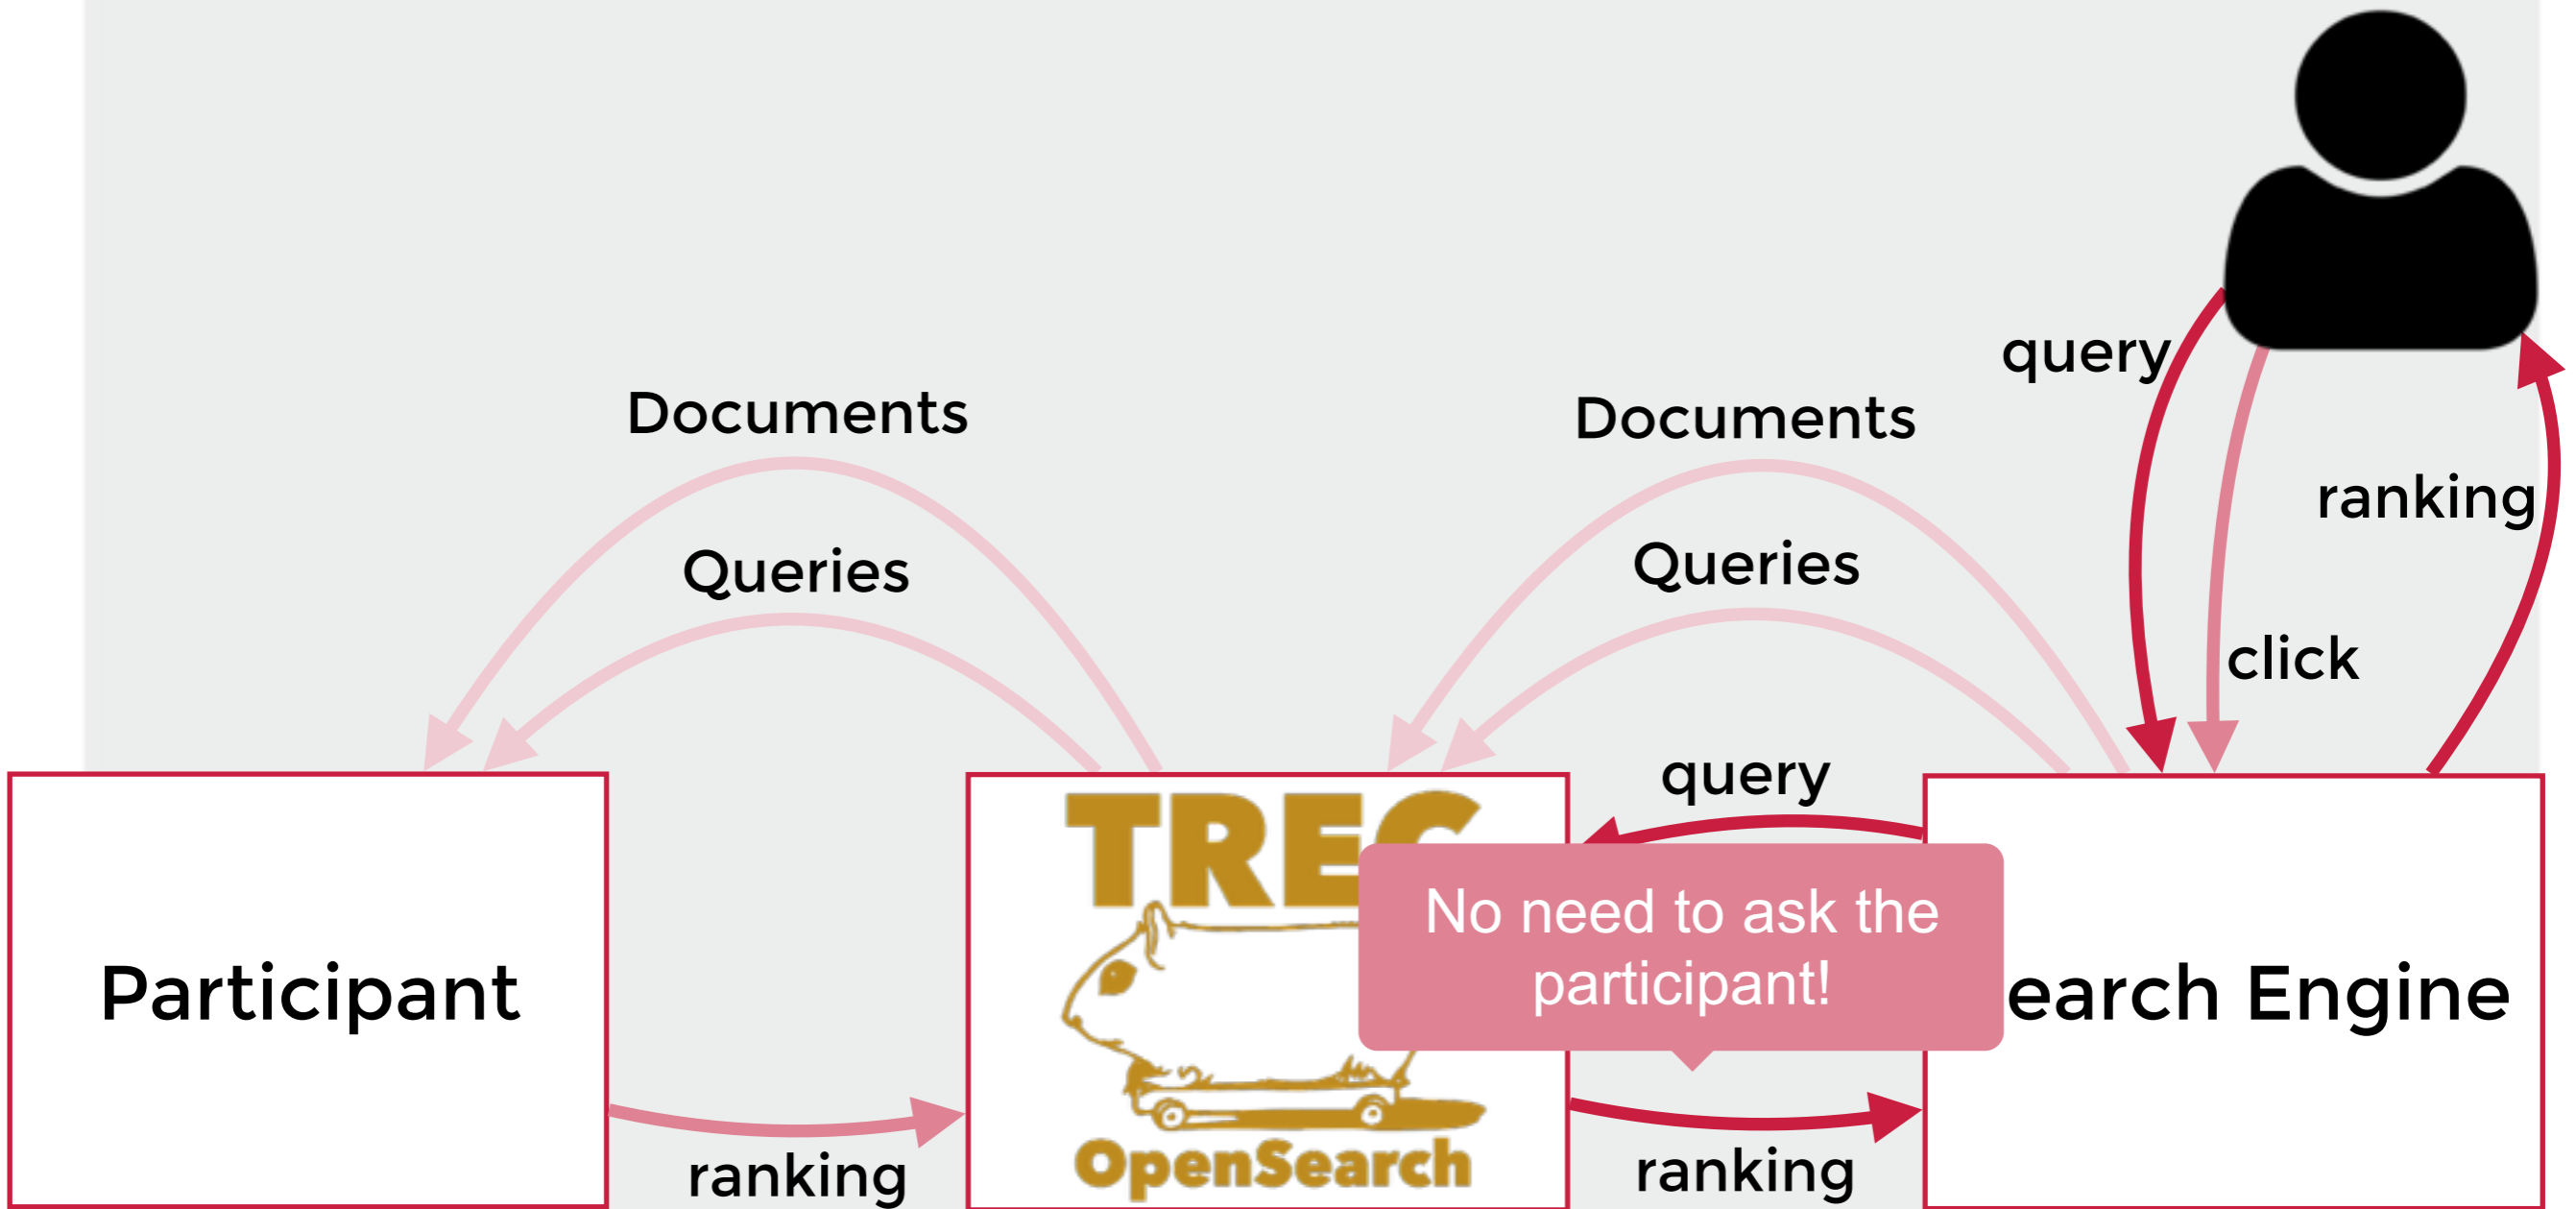 query
Documents
Documents
ranking
Queries
Queries
click
query
TREC
No need to ask the
participant!
Participant
earch Engine
OpenSearch
ranking
ranking